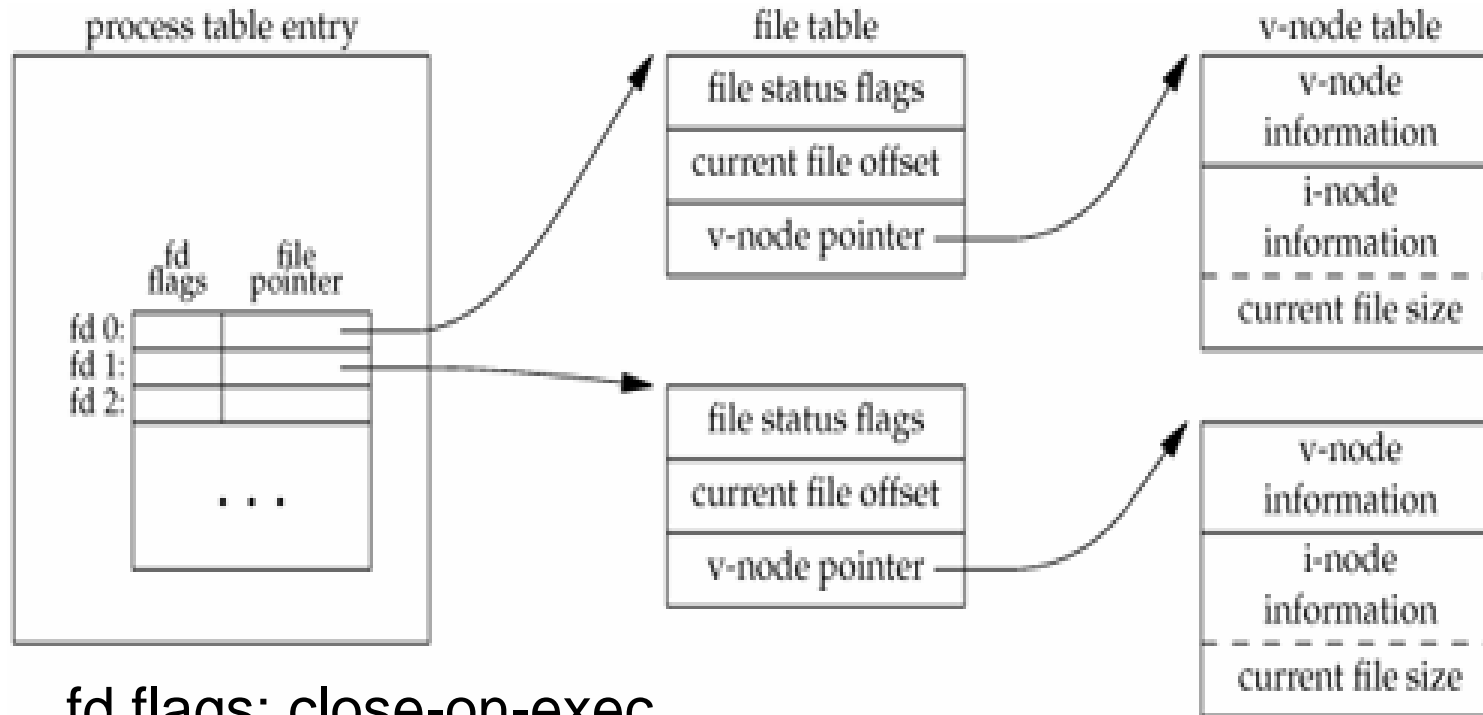 process table entry
fd
flags
file
pointer
fd 0:
fd 1:
fd 2:
. . .
file table
file status flags
current file offset
v-node pointer
file status flags
current file offset
v-node pointer
v-node table
v-node
information
i-node
information
current file size
v-node
information
i-node
information
current file size
fd flags: close-on-exec